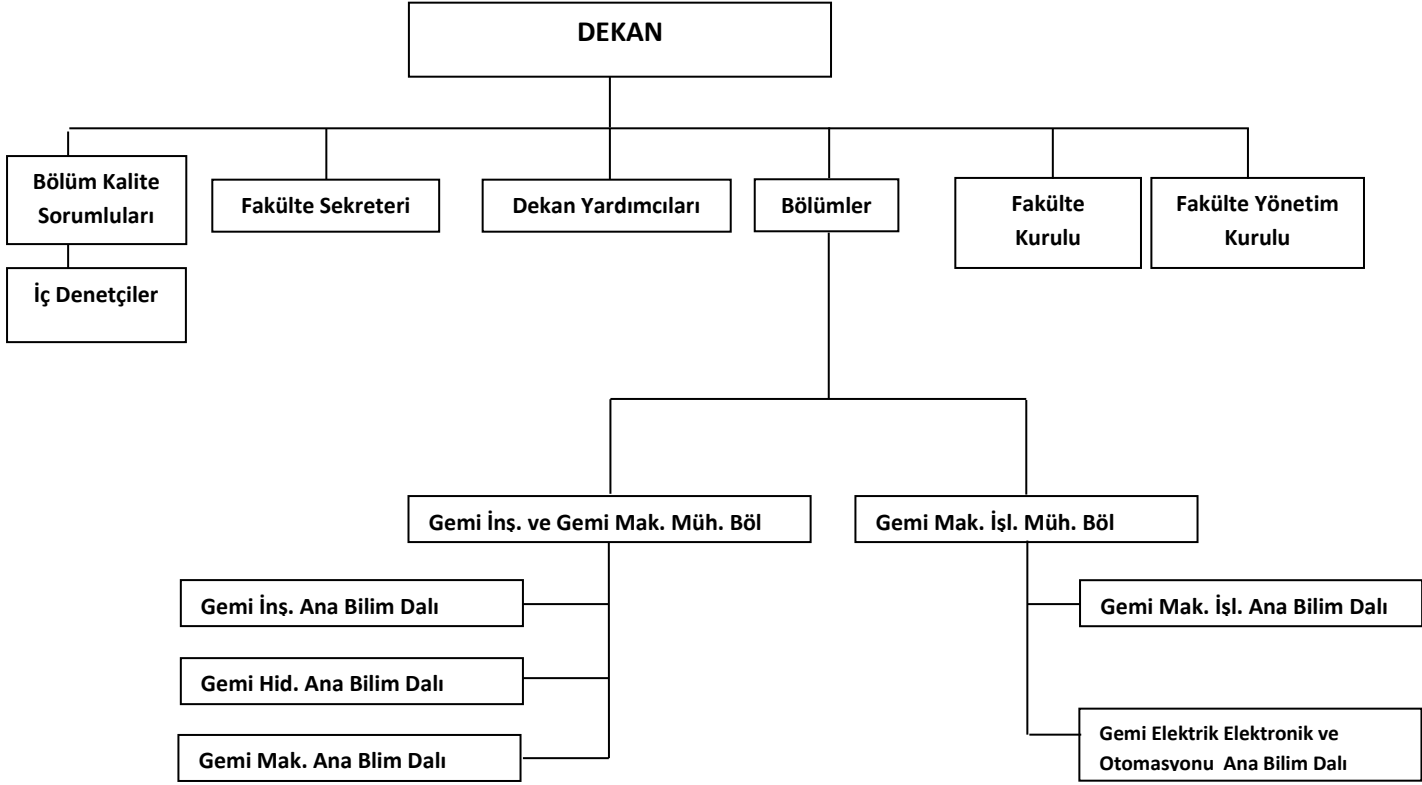 DEKAN
Bölüm Kalite
Sorumluları
Fakülte Sekreteri
Dekan Yardımcıları
Bölümler
Fakülte
Kurulu
Fakülte Yönetim
Kurulu
İç Denetçiler
Gemi İnş. ve Gemi Mak. Müh. Böl
Gemi Mak. İşl. Müh. Böl
Gemi İnş. Ana Bilim Dalı
Gemi Hid. Ana Bilim Dalı
Gemi Mak. Ana Blim Dalı
Gemi Mak. İşl. Ana Bilim Dalı
Gemi Elektrik Elektronik ve
Otomasyonu Ana Bilim Dalı